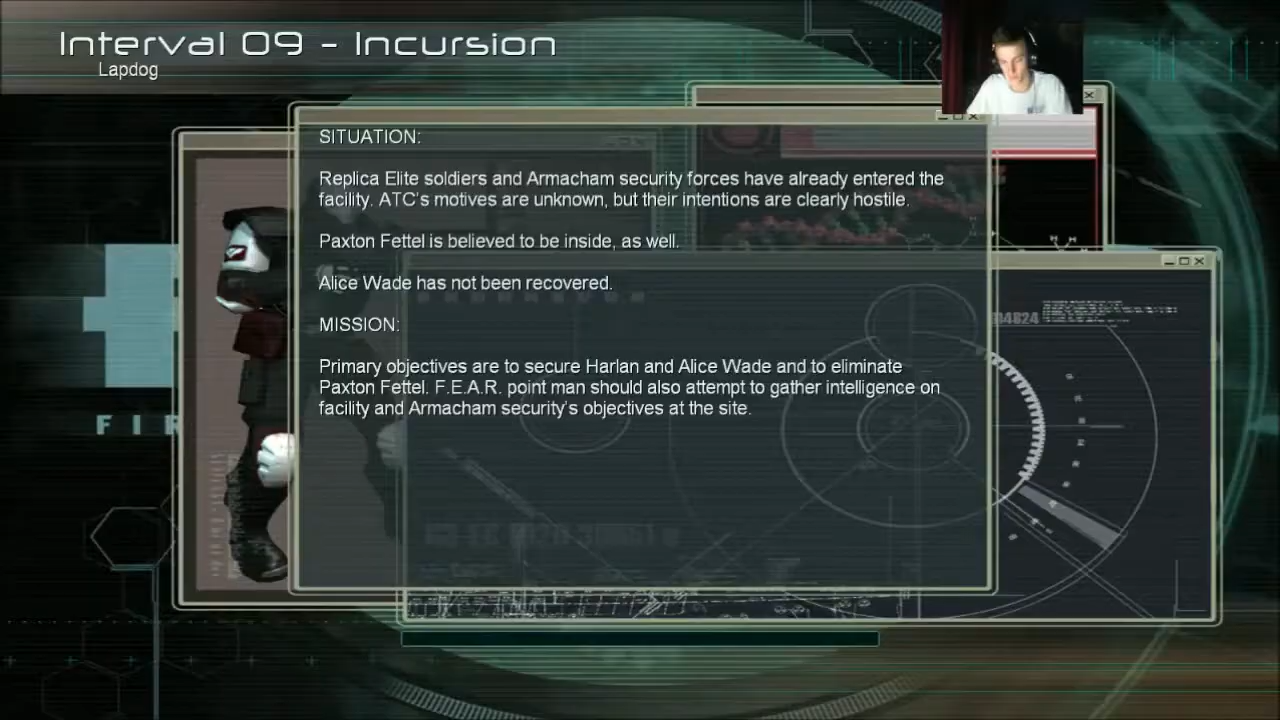 Interval 09 - Incursion
Lapdog
SITUATION:
Replica Elite soldiers and Armacham security forces have already entered the
facility. ATC's motives are unknown, but their intentions are clearly hostile.
Paxton Fettel is believed to be inside, as well.
Alice Wade has not been recovered.
MISSION:
Primary objectives are to secure Harlan and Alice Wade and to eliminate
Paxton Fettel. F.E.A.R. point man should also attempt to gather intelligence on
facility and Armacham security's objectives at the site.
FIR